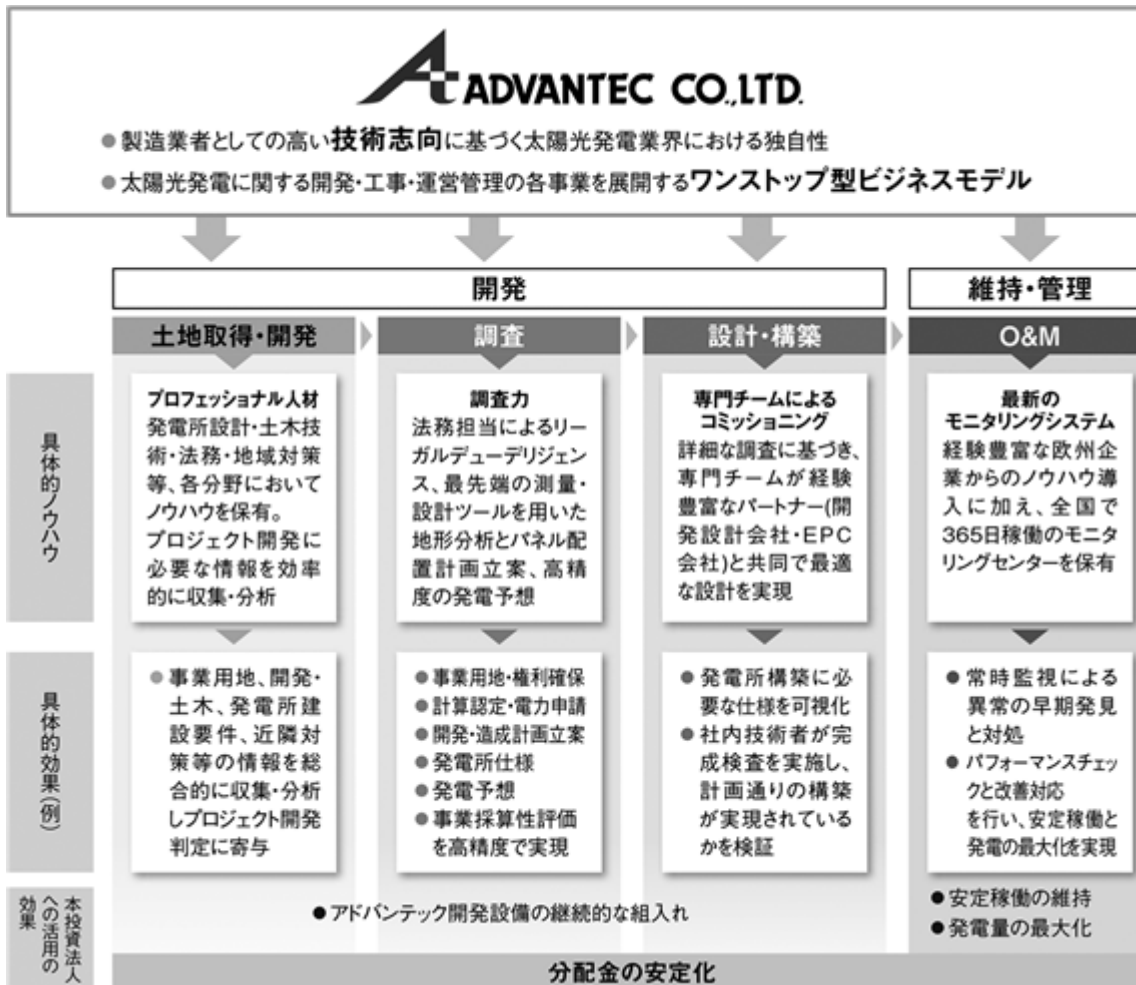 ADVANTEC CO.,LTD.
●製造業者としての高い技術志向に基づく太陽光発電業界における独自性
●太陽光発電に関する開発・工事・運営管理の各事業を展開するワンストップ型ビジネスモデル
開発
維持・管理
土地取得・開発
調査
設計・構築
O&M
具体的ノウハウ
プロフェッショナル人材
発電所設計・土木技
術・法務・地域対策
等、各分野において
ノウハウを保有。
プロジェクト開発に
必要な情報を効率
的に収集・分析
調査力
法務担当によるリー
ガルデューデリジェン
ス、最先端の測量・
設計ツールを用いた
地形分析とパネル配
置計画立案、高精
度の発電予想
専門チームによる
コミッショニング
詳細な調査に基づき、
専門チームが経験
豊富なパートナー(開
発設計会社・EPC
会社)と共同で最適
な設計を実現
最新の
モニタリングシステム
経験豊富な欧州企
業からのノウハウ導
入に加え、全国で
365日稼働のモニタ
リングセンターを保有
具体的効果(例)
●事業用地、開発・
土木、発電所建
設要件、近隣対
策等の情報を総
合的に収集・分析
しプロジェクト開発
判定に寄与
●事業用地・権利確保
●計算認定・電力申請
●開発・造成計画立案
●発電所仕様
●発電予想
●事業採算性評価
を高精度で実現
●発電所構築に必
要な仕様を可視化
●社内技術者が完
成検査を実施し、
計画通りの構築
が実現されている
かを検証
●常時監視による
異常の早期発見
と対処
●パフォーマンスチェッ
クと改善対応
を行い、安定稼働と
発電の最大化を実現
本投資法人
への活用の
効果
●アドバンテック開発設備の継続的な組入れ
●安定稼働の維持
●発電量の最大化
分配金の安定化